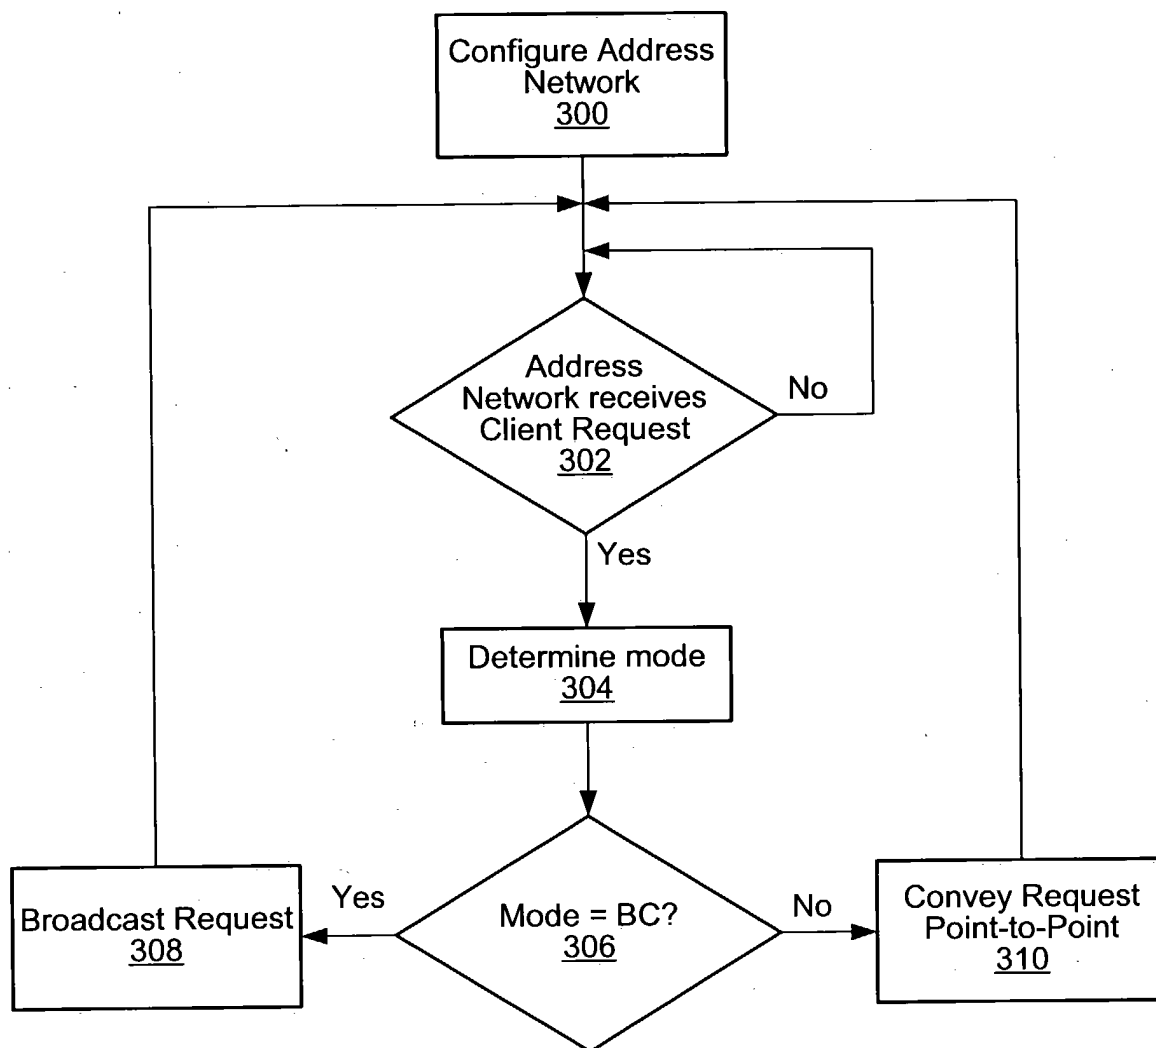 Configure Address
Network
300
Address
Network receives
Client Request
302
No
Yes
Determine mode
304
Broadcast Request
308
Yes
Mode = BC?
306
No
Convey Request
Point-to-Point
310